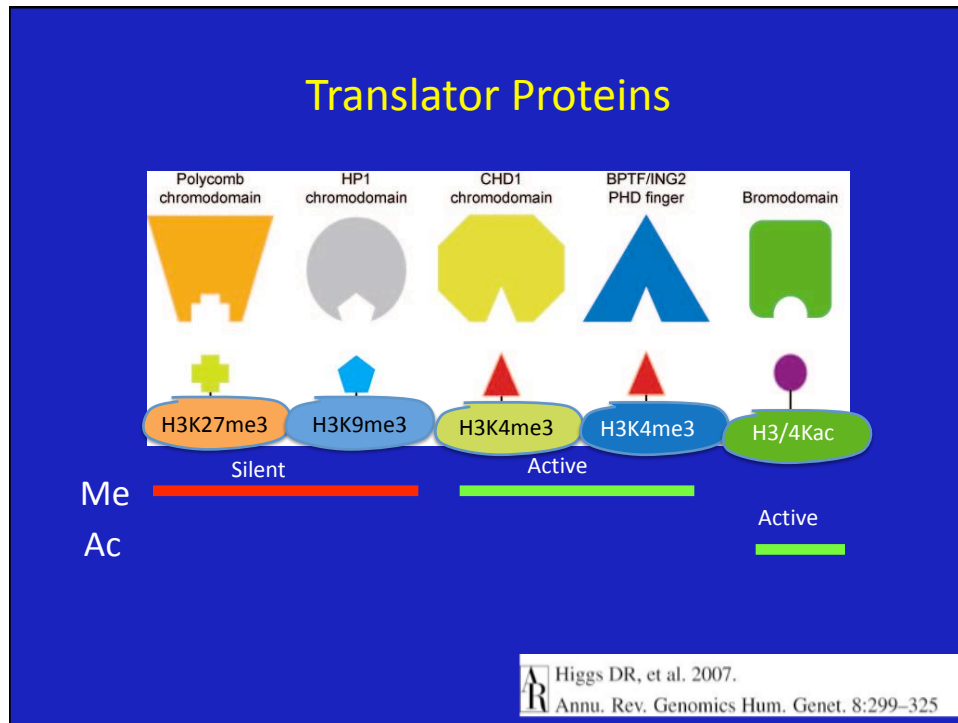 Translator Proteins
Polycomb chromodomain
HP1 chromodomain
CHD1 chromodomain
BPTF/ING2 PHD finger
Bromodomain
H3K27me3
H3K9me3
H3K4me3
H3K4me3
H3/4Kac
Silent
Active
Me
Active
Ac
AR
Higgs DR, et al. 2007.
Annu. Rev. Genomics Hum. Genet. 8:299–325